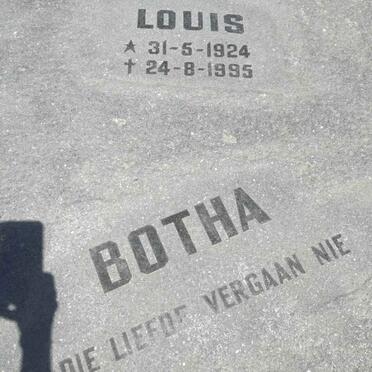 LOUIS
★ 31-5-1924
✝ 24-8-1995
BOTHA
DIE LIEFDE VERGAAN NIE